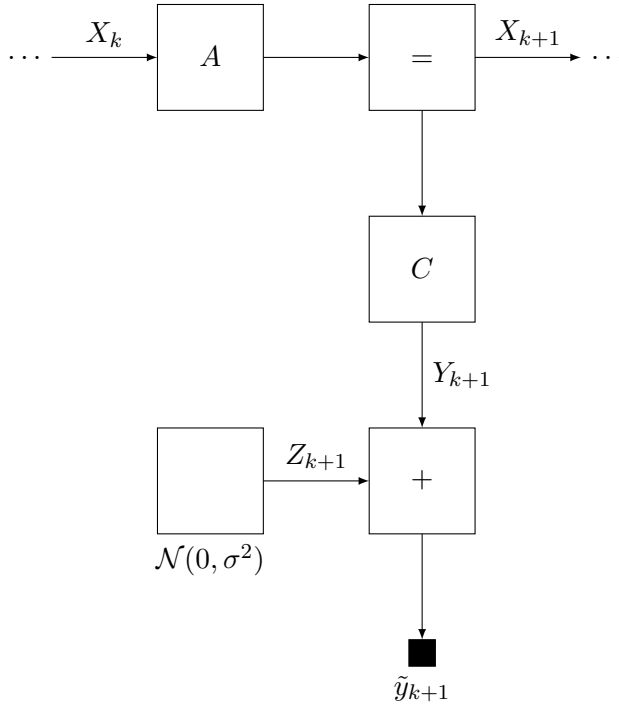 ··· X_k A = X_{k+1} ··
C
Y_{k+1}
Z_{k+1} +
𝒩(0, σ²)
ỹ_{k+1}